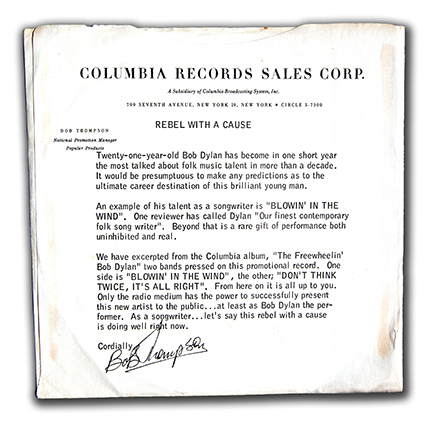 COLUMBIA RECORDS SALES CORP.
A Subsidiary of Columbia Broadcasting System, Inc.
799 SEVENTH AVENUE, NEW YORK 19, NEW YORK • CIRCLE 5-7300
REBEL WITH A CAUSE
BOB THOMPSON
National Promotion Manager
Popular Products
Twenty-one-year-old Bob Dylan has become in one short year
the most talked about folk music talent in more than a decade.
It would be presumptuous to make any predictions as to the
ultimate career destination of this brilliant young man.
An example of his talent as a songwriter is "BLOWIN' IN THE
WIND". One reviewer has called Dylan "Our finest contemporary
folk song writer". Beyond that is a rare gift of performance both
uninhibited and real.
We have excerpted from the Columbia album, "The Freewheelin'
Bob Dylan" two bands pressed on this promotional record. One
side is "BLOWIN' IN THE WIND", the other; "DON'T THINK
TWICE, IT'S ALL RIGHT". From here on it is all up to you.
Only the radio medium has the power to successfully present
this new artist to the public...at least as Bob Dylan the per-
former. As a songwriter...let's say this rebel with a cause
is doing well right now.
Cordially,
Bob Thompson